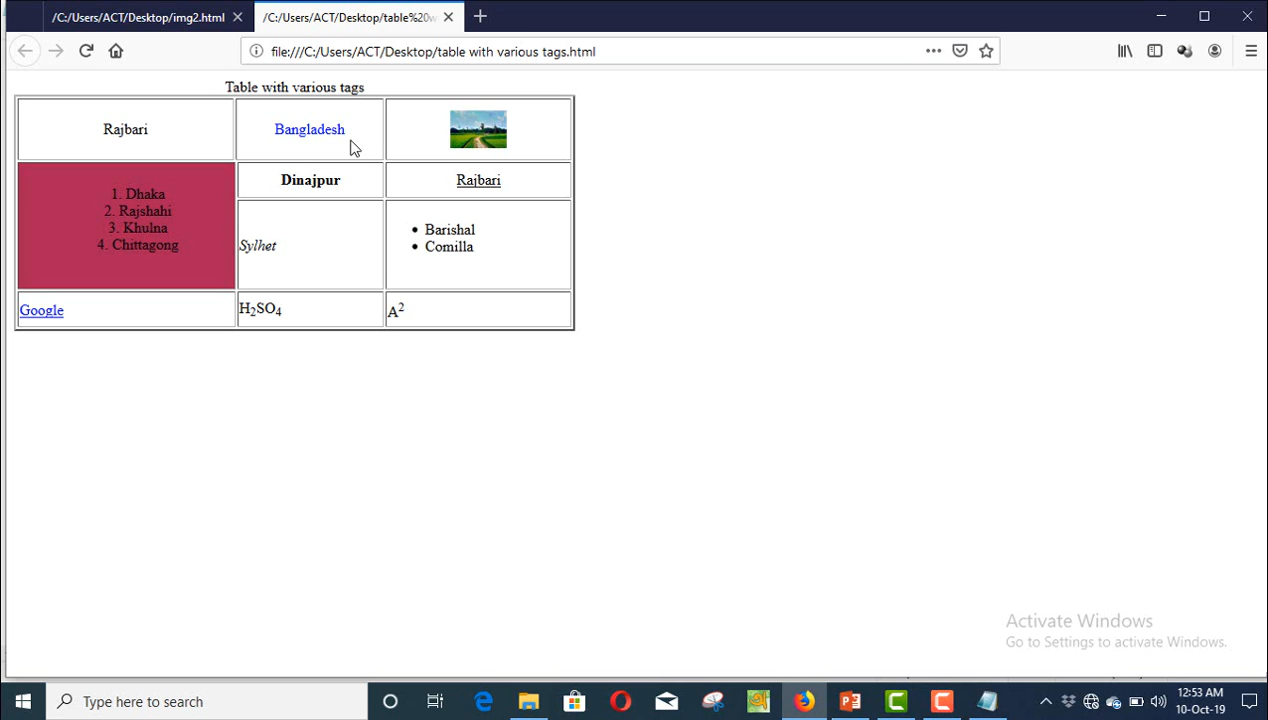 /C:/Users/ACT/Desktop/img2.html
/C:/Users/ACT/Desktop/table%20w
file:///C:/Users/ACT/Desktop/table with various tags.html
Table with various tags
Rajbari
Bangladesh
1. Dhaka
2. Rajshahi
3. Khulna
4. Chittagong
Dinajpur
Rajbari
Sylhet
• Barishal
• Comilla
Google
H₂SO₄
A²
Activate Windows
Go to Settings to activate Windows.
Type here to search
12:53 AM
10-Oct-19